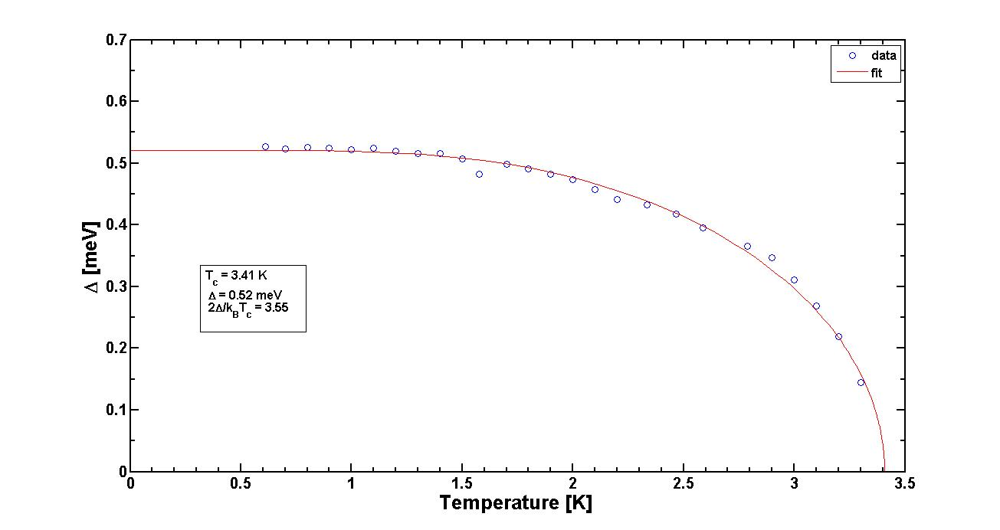 0.7
data
fit
0.6
0.5
0.4
Δ [meV]
0.3
Tc = 3.41 K
Δ = 0.52 meV
2Δ/kBTc = 3.55
0.2
0.1
0
0 0.5 1 1.5 2 2.5 3 3.5
Temperature [K]